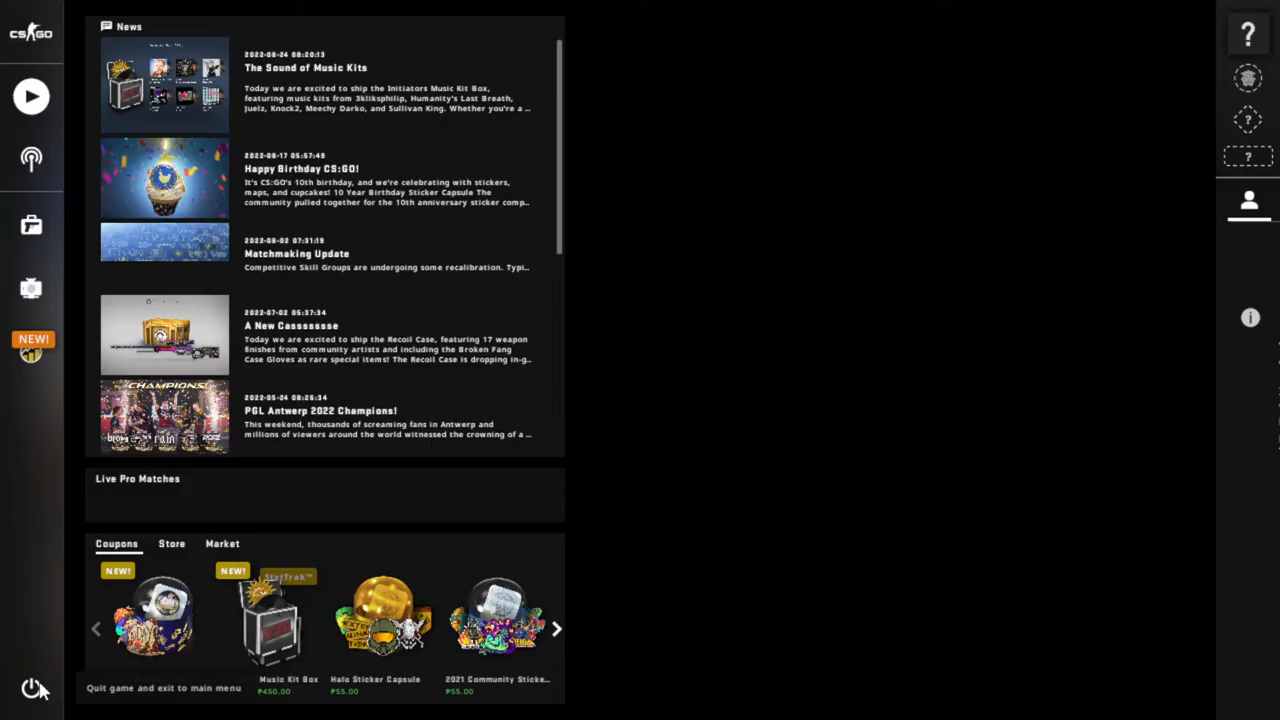 CS GO
News
2022-08-24 08:20:13
The Sound of Music Kits
Today we are excited to ship the Initiators Music Kit Box,
featuring music kits from 3kliksphilip, Humanity's Last Breath,
Juelz, Knock2, Meechy Darko, and Sullivan King. Whether you're a ...
2022-08-17 05:57:49
Happy Birthday CS:GO!
It's CS:GO's 10th birthday, and we're celebrating with stickers,
maps, and cupcakes! 10 Year Birthday Sticker Capsule The
community pulled together for the 10th anniversary sticker comp...
2022-08-02 07:31:19
Matchmaking Update
Competitive Skill Groups are undergoing some recalibration. Typi...
NEW!
2022-07-02 05:37:34
A New Cassssssse
Today we are excited to ship the Recoil Case, featuring 17 weapon
finishes from community artists and including the Broken Fang
Case Gloves as rare special items! The Recoil Case is dropping in-g...
CHAMPIONS!
2022-05-24 08:26:34
PGL Antwerp 2022 Champions!
This weekend, thousands of screaming fans in Antwerp and
millions of viewers around the world witnessed the crowning of a ...
Live Pro Matches
Coupons Store Market
NEW! NEW! StatTrak™
Music Kit Box Halo Sticker Capsule 2021 Community Sticke...
₱450.00 ₱55.00 ₱55.00
Quit game and exit to main menu
?
?
?